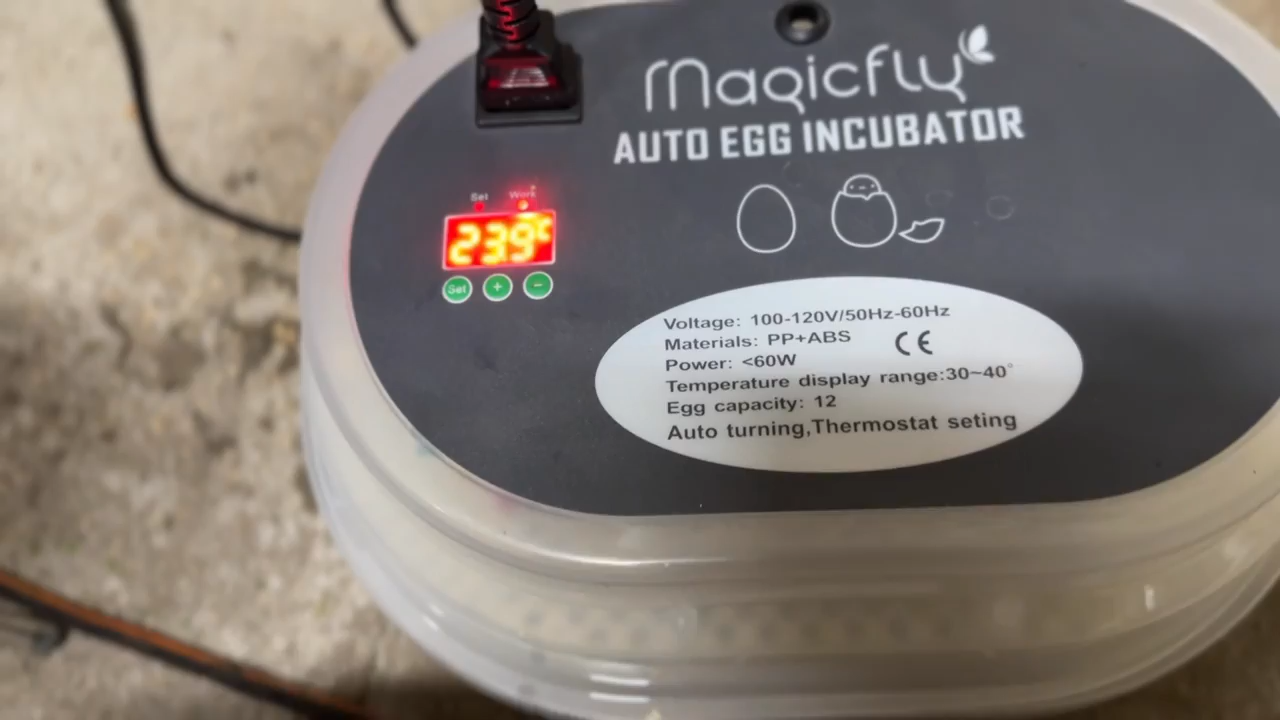 Magicfly
AUTO EGG INCUBATOR
Set Work
23.9°C
Set + -
Voltage: 100-120V/50Hz-60Hz
Materials: PP+ABS
CE
Power: <60W
Temperature display range:30~40°
Egg capacity: 12
Auto turning,Thermostat seting